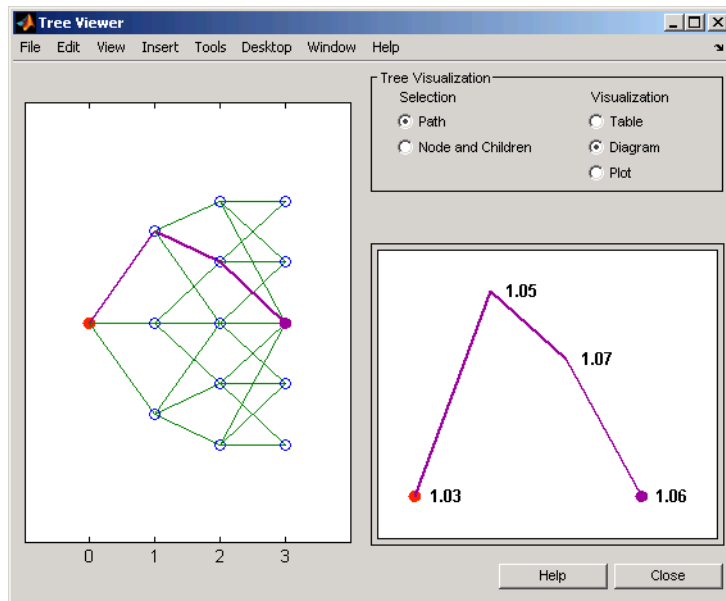 Tree Viewer
File Edit View Insert Tools Desktop Window Help
Tree Visualization
Selection Visualization
Path Table
Node and Children Diagram
Plot
1.05
1.07
1.03 1.06
0 1 2 3
Help Close